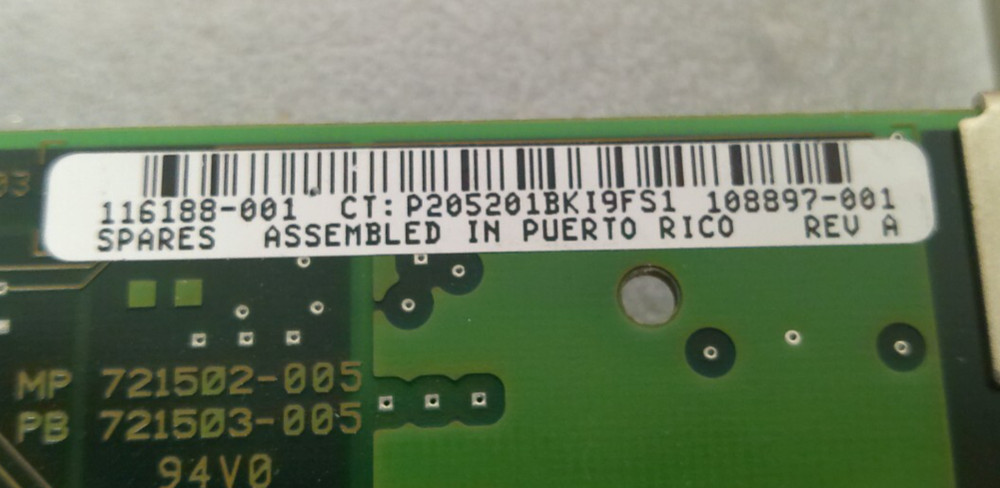 116188-001 CT:P205201BKI9FS1 108897-001
SPARES ASSEMBLED IN PUERTO RICO REV A
03
MP 721502-005
PB 721503-005
94V0